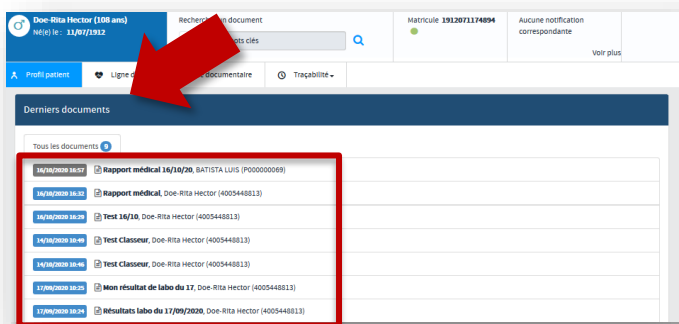 Doe-Rita Hector (108 ans)
Né(e) le : 11/07/1912
Recherche un document
ots clés
Matricule 1912071174894
Aucune notification
correspondante
Voir plus
Profil patient
Ligne d
documentaire
Traçabilité
Derniers documents
Tous les documents 9
16/10/2020 16:57 Rapport médical 16/10/20, BATISTA LUIS (P000000069)
16/10/2020 16:32 Rapport médical, Doe-Rita Hector (4005448813)
16/10/2020 16:29 Test 16/10, Doe-Rita Hector (4005448813)
14/10/2020 10:49 Test Classeur, Doe-Rita Hector (4005448813)
14/10/2020 10:46 Test Classeur, Doe-Rita Hector (4005448813)
17/09/2020 10:25 Mon résultat de labo du 17, Doe-Rita Hector (4005448813)
17/09/2020 10:24 Résultats labo du 17/09/2020, Doe-Rita Hector (4005448813)